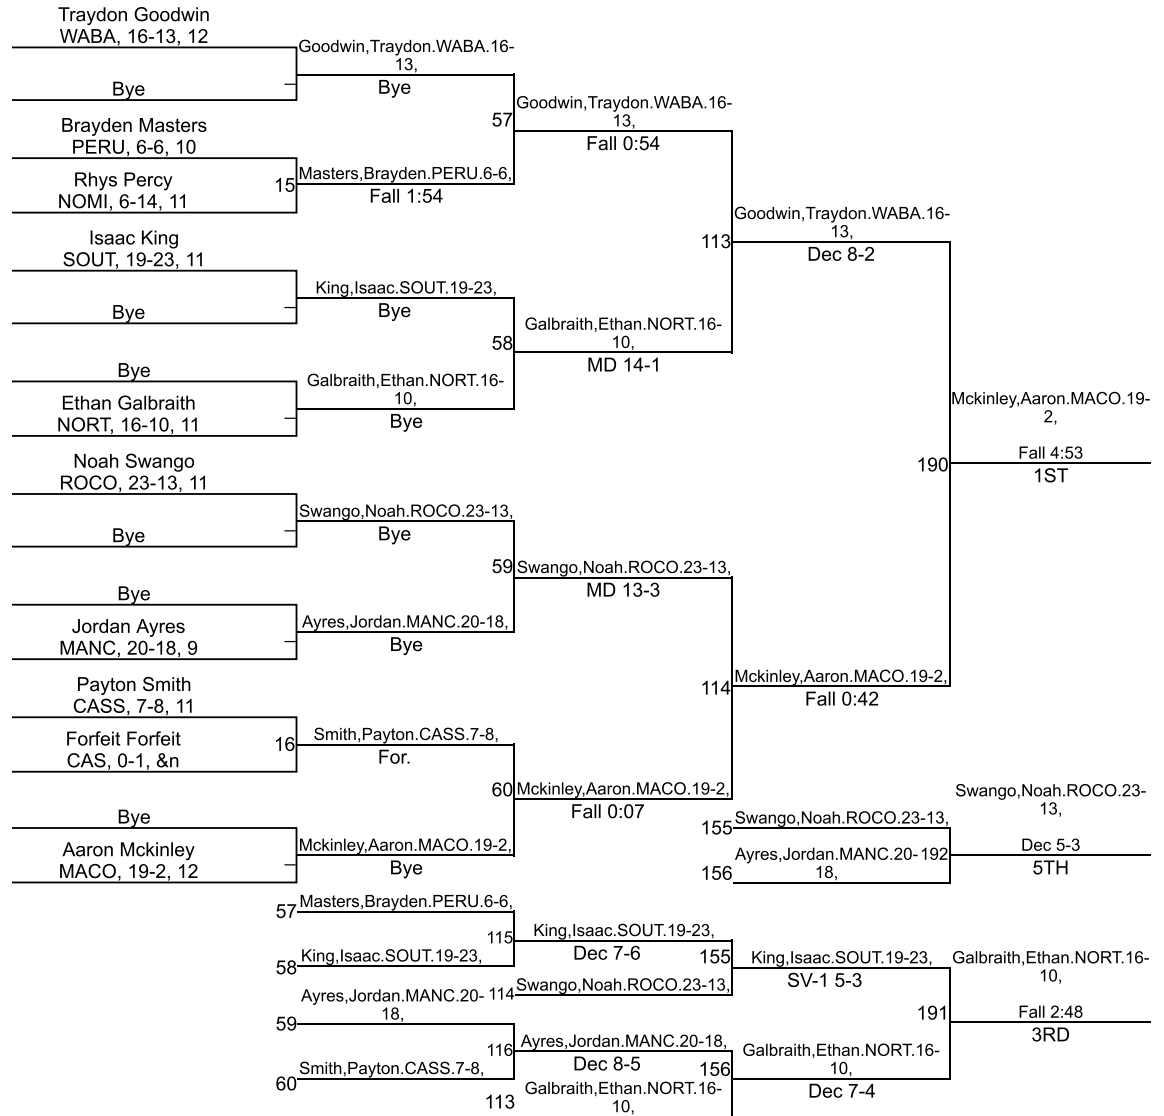 Traydon Goodwin
WABA, 16-13, 12
Bye
Goodwin,Traydon.WABA.16-
13,
Bye
Brayden Masters
PERU, 6-6, 10
Rhys Percy
NOMI, 6-14, 11
15
Masters,Brayden.PERU.6-6,
Fall 1:54
57
Goodwin,Traydon.WABA.16-
13,
Fall 0:54
Isaac King
SOUT, 19-23, 11
Bye
King,Isaac.SOUT.19-23,
Bye
Bye
Ethan Galbraith
NORT, 16-10, 11
Galbraith,Ethan.NORT.16-
10,
Bye
58
Galbraith,Ethan.NORT.16-
10,
MD 14-1
113
Goodwin,Traydon.WABA.16-
13,
Dec 8-2
Noah Swango
ROCO, 23-13, 11
Bye
Swango,Noah.ROCO.23-13,
Bye
Bye
Jordan Ayres
MANC, 20-18, 9
Ayres,Jordan.MANC.20-18,
Bye
59
Swango,Noah.ROCO.23-13,
MD 13-3
Payton Smith
CASS, 7-8, 11
Forfeit Forfeit
CAS, 0-1, &n
16
Smith,Payton.CASS.7-8,
For.
Bye
Aaron Mckinley
MACO, 19-2, 12
Mckinley,Aaron.MACO.19-2,
Bye
60
Mckinley,Aaron.MACO.19-2,
Fall 0:07
114
Mckinley,Aaron.MACO.19-2,
Fall 0:42
190
Mckinley,Aaron.MACO.19-
2,
Fall 4:53
1ST
155
Swango,Noah.ROCO.23-13,
156
Ayres,Jordan.MANC.20-
18,
192
Swango,Noah.ROCO.23-
13,
Dec 5-3
5TH
57
Masters,Brayden.PERU.6-6,
58
King,Isaac.SOUT.19-23,
115
King,Isaac.SOUT.19-23,
Dec 7-6
114
Swango,Noah.ROCO.23-13,
155
King,Isaac.SOUT.19-23,
SV-1 5-3
59
Ayres,Jordan.MANC.20-
18,
60
Smith,Payton.CASS.7-8,
116
Ayres,Jordan.MANC.20-18,
Dec 8-5
113
Galbraith,Ethan.NORT.16-
10,
156
Galbraith,Ethan.NORT.16-
10,
Dec 7-4
191
Galbraith,Ethan.NORT.16-
10,
Fall 2:48
3RD